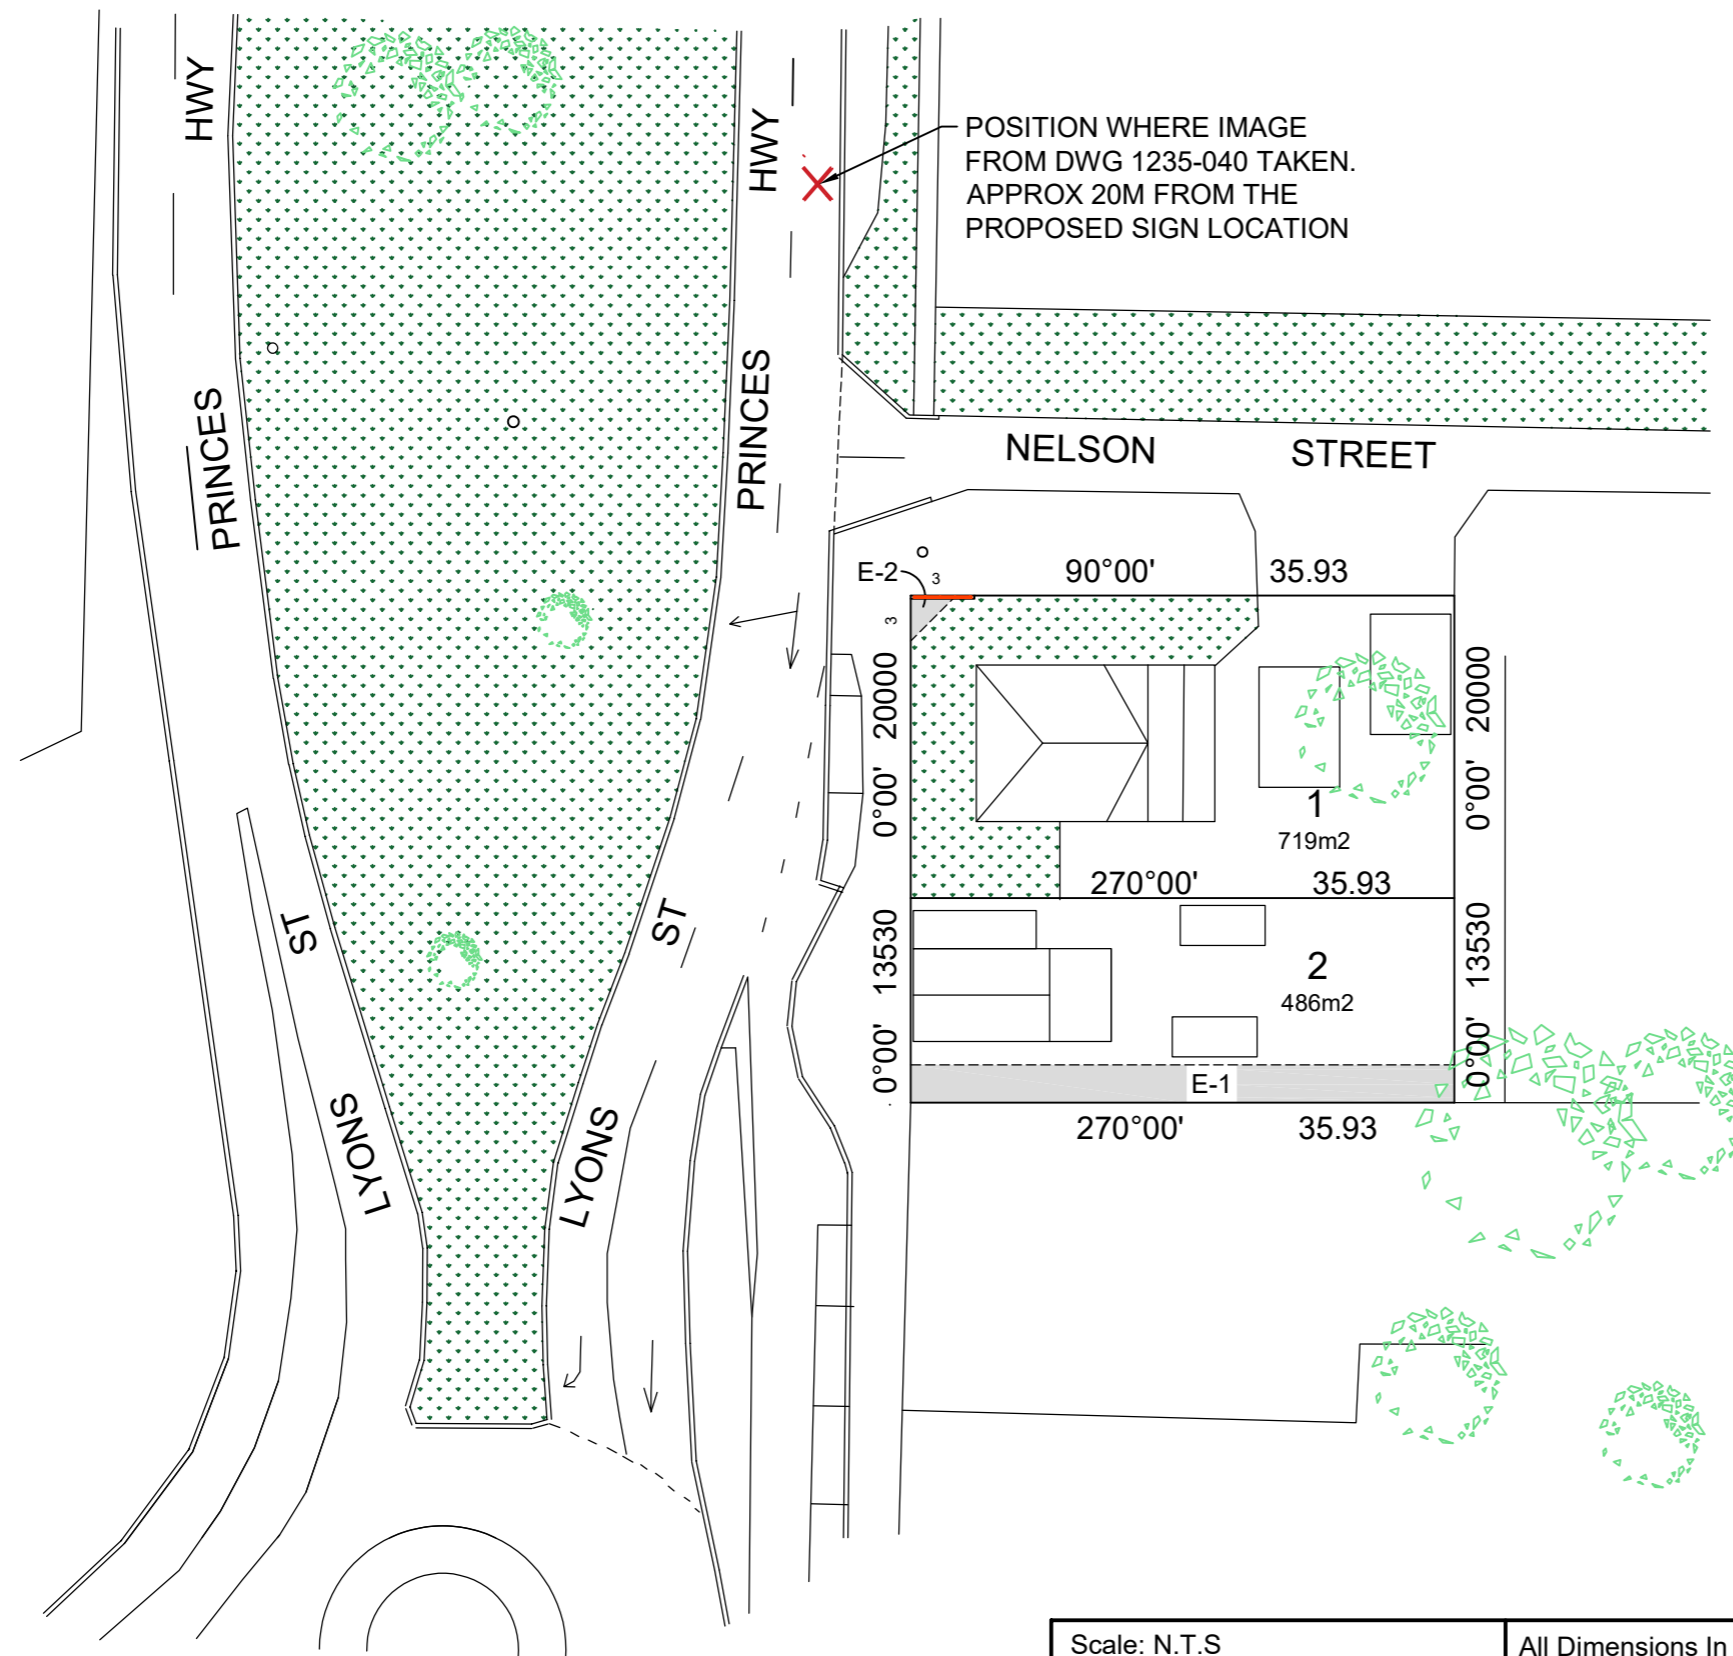 HWY
HWY
POSITION WHERE IMAGE
FROM DWG 1235-040 TAKEN.
APPROX 20M FROM THE
PROPOSED SIGN LOCATION
PRINCES
PRINCES
NELSON STREET
E-2
3
3
90°00' 35.93
0°00' 20000
0°00' 20000
1
719m2
270°00' 35.93
ST
ST
0°00' 13530
0°00' 13530
2
486m2
E-1
270°00' 35.93
LYONS
LYONS
Scale: N.T.S
All Dimensions In